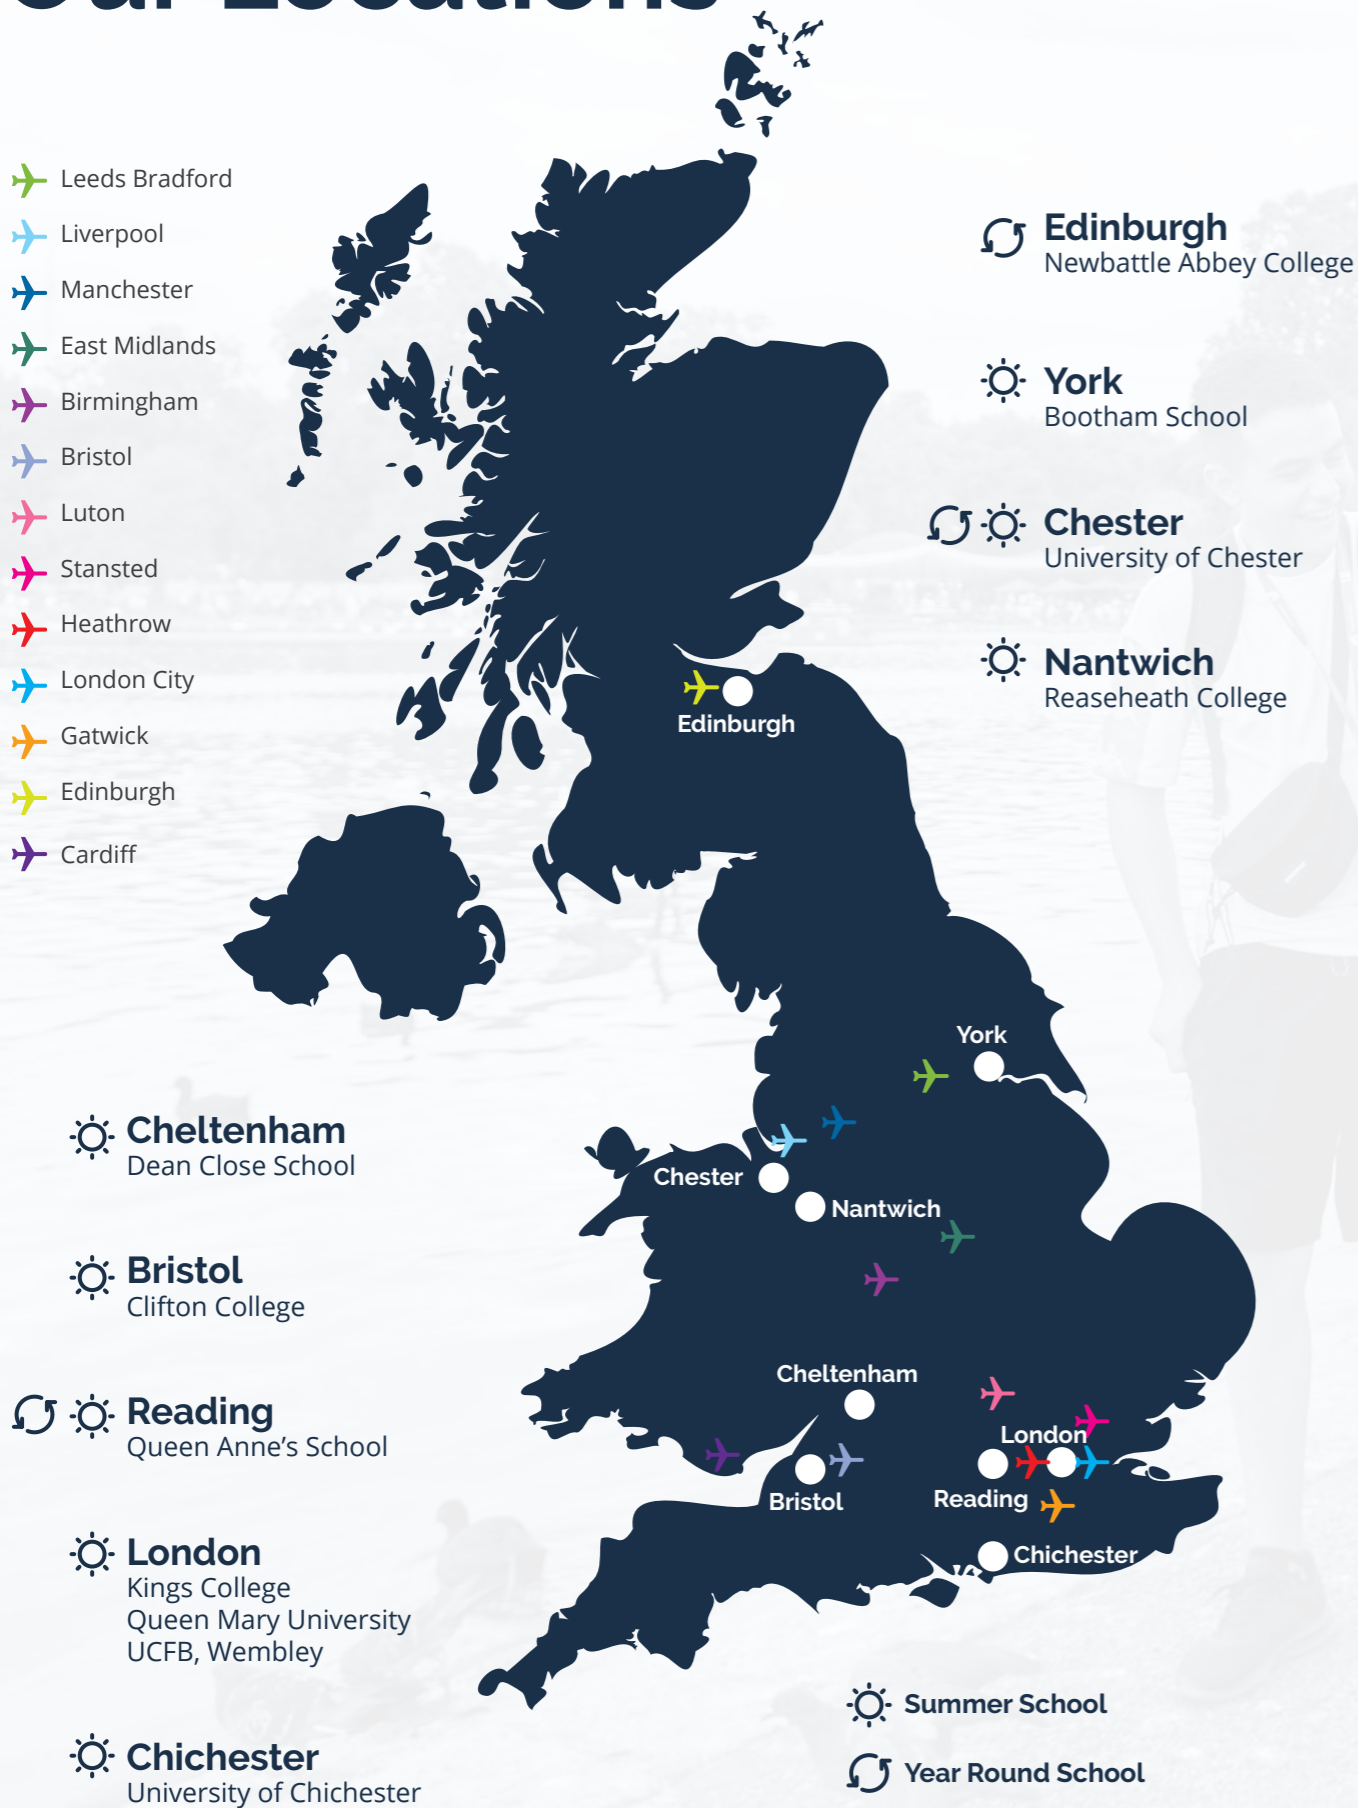 Our Locations
Leeds Bradford
Liverpool
Manchester
East Midlands
Birmingham
Bristol
Luton
Stansted
Heathrow
London City
Gatwick
Edinburgh
Cardiff
Edinburgh
Newbattle Abbey College
York
Bootham School
Chester
University of Chester
Nantwich
Reaseheath College
Edinburgh
York
Chester
Nantwich
Cheltenham
London
Reading
Bristol
Chichester
Cheltenham
Dean Close School
Bristol
Clifton College
Reading
Queen Anne’s School
London
Kings College
Queen Mary University
UCFB, Wembley
Chichester
University of Chichester
Summer School
Year Round School